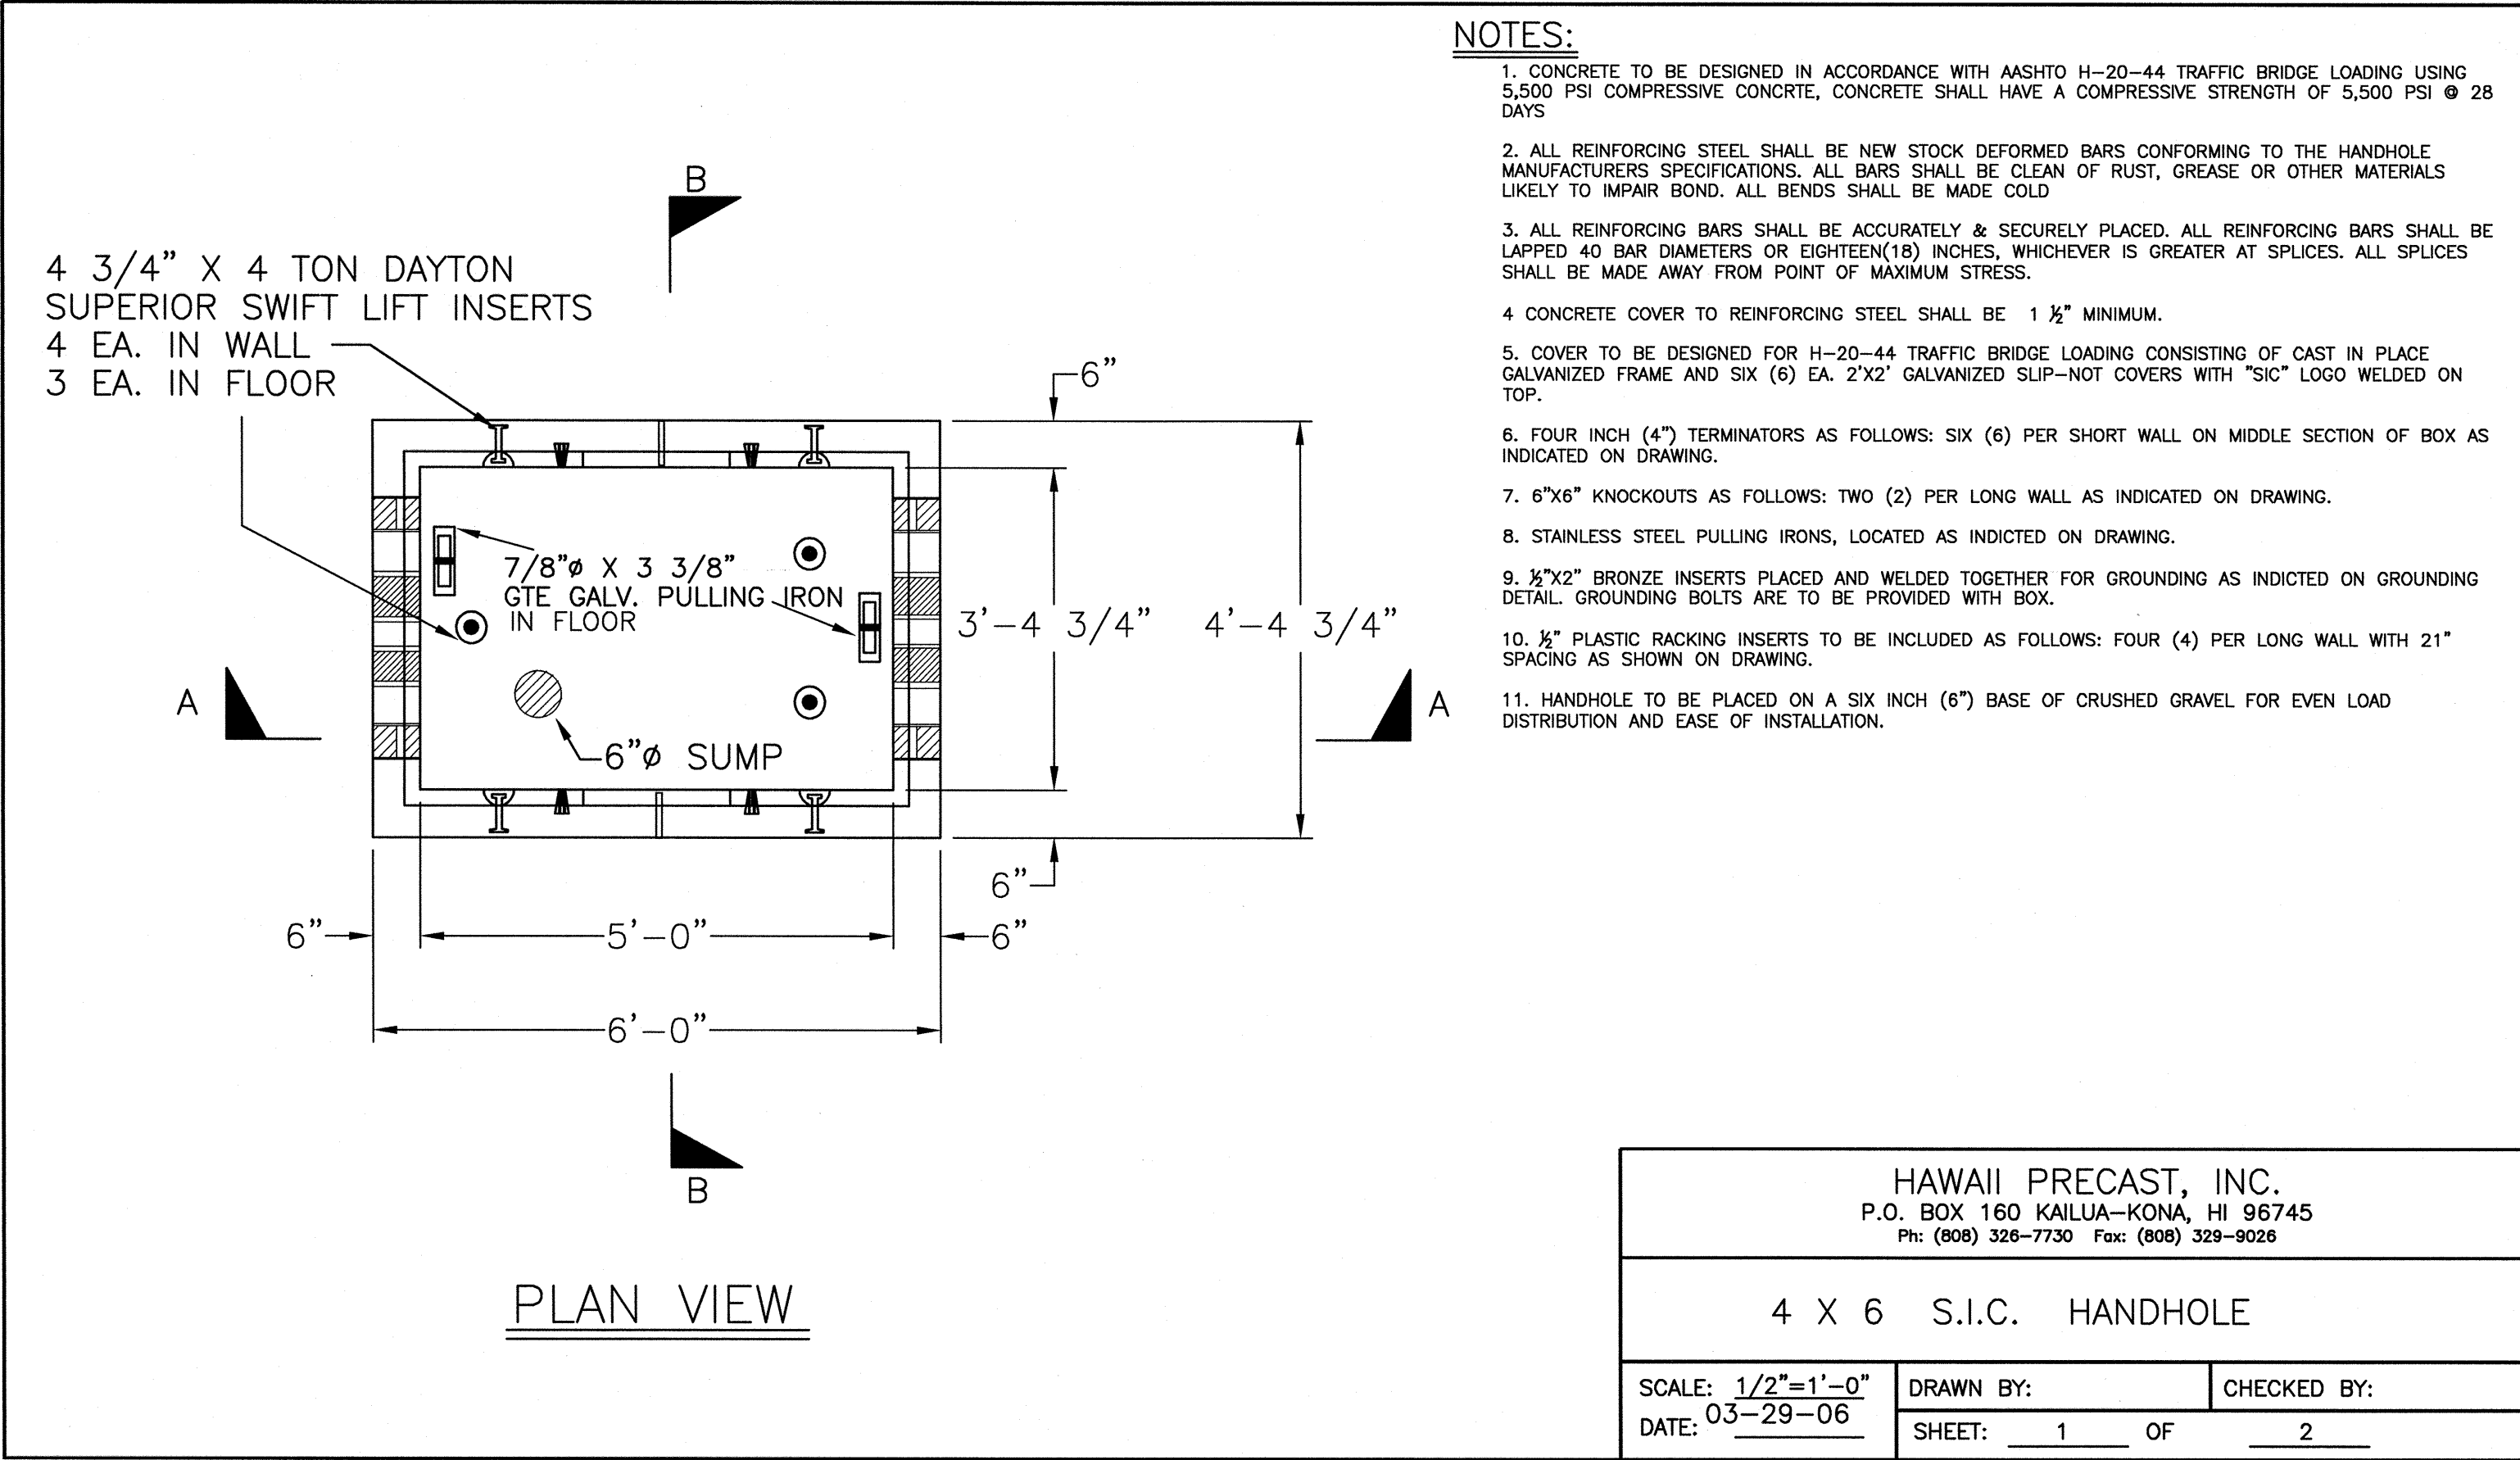 NOTES:
1. CONCRETE TO BE DESIGNED IN ACCORDANCE WITH AASHTO H-20-44 TRAFFIC BRIDGE LOADING USING
5,500 PSI COMPRESSIVE CONCRTE, CONCRETE SHALL HAVE A COMPRESSIVE STRENGTH OF 5,500 PSI @ 28
DAYS
2. ALL REINFORCING STEEL SHALL BE NEW STOCK DEFORMED BARS CONFORMING TO THE HANDHOLE
MANUFACTURERS SPECIFICATIONS. ALL BARS SHALL BE CLEAN OF RUST, GREASE OR OTHER MATERIALS
LIKELY TO IMPAIR BOND. ALL BENDS SHALL BE MADE COLD
3. ALL REINFORCING BARS SHALL BE ACCURATELY & SECURELY PLACED. ALL REINFORCING BARS SHALL BE
LAPPED 40 BAR DIAMETERS OR EIGHTEEN(18) INCHES, WHICHEVER IS GREATER AT SPLICES. ALL SPLICES
SHALL BE MADE AWAY FROM POINT OF MAXIMUM STRESS.
4 CONCRETE COVER TO REINFORCING STEEL SHALL BE 1 ½" MINIMUM.
5. COVER TO BE DESIGNED FOR H-20-44 TRAFFIC BRIDGE LOADING CONSISTING OF CAST IN PLACE
GALVANIZED FRAME AND SIX (6) EA. 2'X2' GALVANIZED SLIP-NOT COVERS WITH "SIC" LOGO WELDED ON
TOP.
6. FOUR INCH (4") TERMINATORS AS FOLLOWS: SIX (6) PER SHORT WALL ON MIDDLE SECTION OF BOX AS
INDICATED ON DRAWING.
7. 6"X6" KNOCKOUTS AS FOLLOWS: TWO (2) PER LONG WALL AS INDICATED ON DRAWING.
8. STAINLESS STEEL PULLING IRONS, LOCATED AS INDICTED ON DRAWING.
9. ½"X2" BRONZE INSERTS PLACED AND WELDED TOGETHER FOR GROUNDING AS INDICTED ON GROUNDING
DETAIL. GROUNDING BOLTS ARE TO BE PROVIDED WITH BOX.
10. ½" PLASTIC RACKING INSERTS TO BE INCLUDED AS FOLLOWS: FOUR (4) PER LONG WALL WITH 21"
SPACING AS SHOWN ON DRAWING.
11. HANDHOLE TO BE PLACED ON A SIX INCH (6") BASE OF CRUSHED GRAVEL FOR EVEN LOAD
DISTRIBUTION AND EASE OF INSTALLATION.
B
4 3/4" X 4 TON DAYTON
SUPERIOR SWIFT LIFT INSERTS
4 EA. IN WALL
3 EA. IN FLOOR
6"
7/8"ø X 3 3/8"
GTE GALV. PULLING IRON
IN FLOOR
3'-4 3/4"
4'-4 3/4"
A
A
6"ø SUMP
6"
6"
5'-0"
6"
6'-0"
B
PLAN VIEW
HAWAII PRECAST, INC.
P.O. BOX 160 KAILUA-KONA, HI 96745
Ph: (808) 326-7730 Fax: (808) 329-9026
4 X 6 S.I.C. HANDHOLE
SCALE: 1/2"=1'-0"
DATE: 03-29-06
DRAWN BY:
CHECKED BY:
SHEET: 1 OF 2